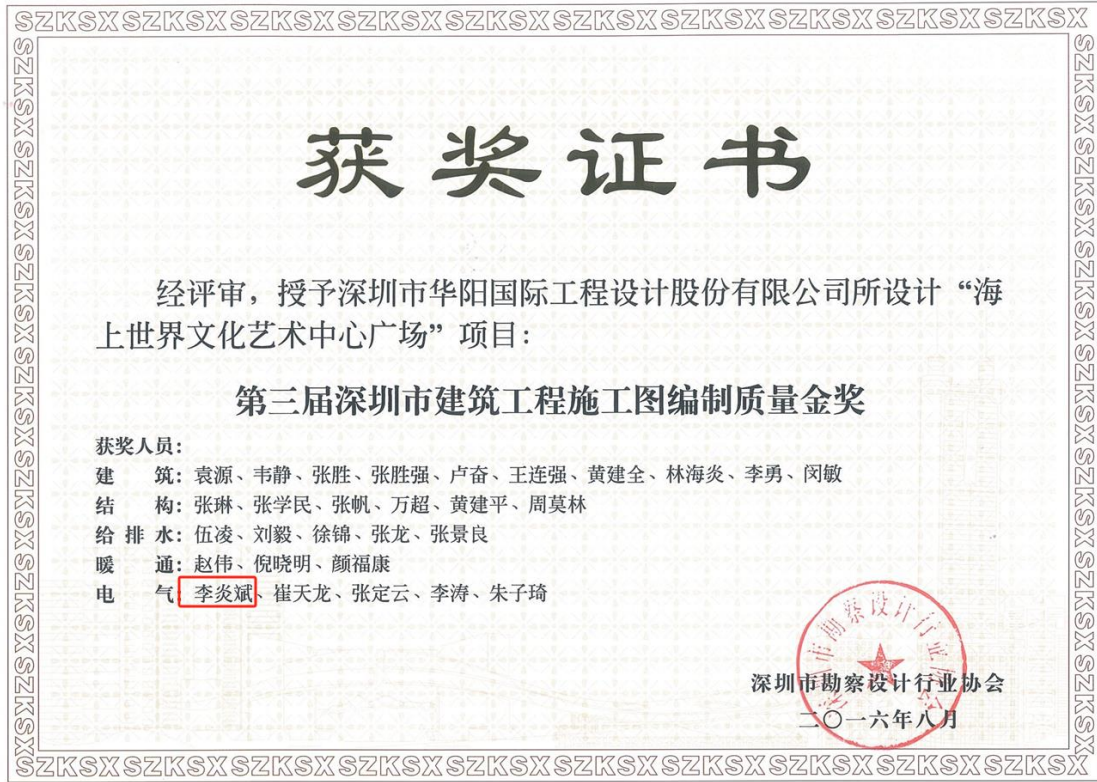 SZKSXSZKSXSZKSXSZKSXSZKSXSZKSXSZKSXSZKSX
获奖证书
经评审，授予深圳市华阳国际工程设计股份有限公司所设计“海
上世界文化艺术中心广场”项目：
第三届深圳市建筑工程施工图编制质量金奖
获奖人员：
建筑：袁源、韦静、张胜、张胜强、卢奋、王连强、黄建全、林海炎、李勇、闵敏
结构：张琳、张学民、张帆、万超、黄建平、周莫林
给排水：伍凌、刘毅、徐锦、张龙、张景良
暖通：赵伟、倪晓明、颜福康
电气：李炎斌、崔天龙、张定云、李涛、朱子琦
深圳市勘察设计行业协会
二〇一六年八月
SZKSXSZKSXSZKSXSZKSXSZKSXSZKSXSZKSXSZKSX